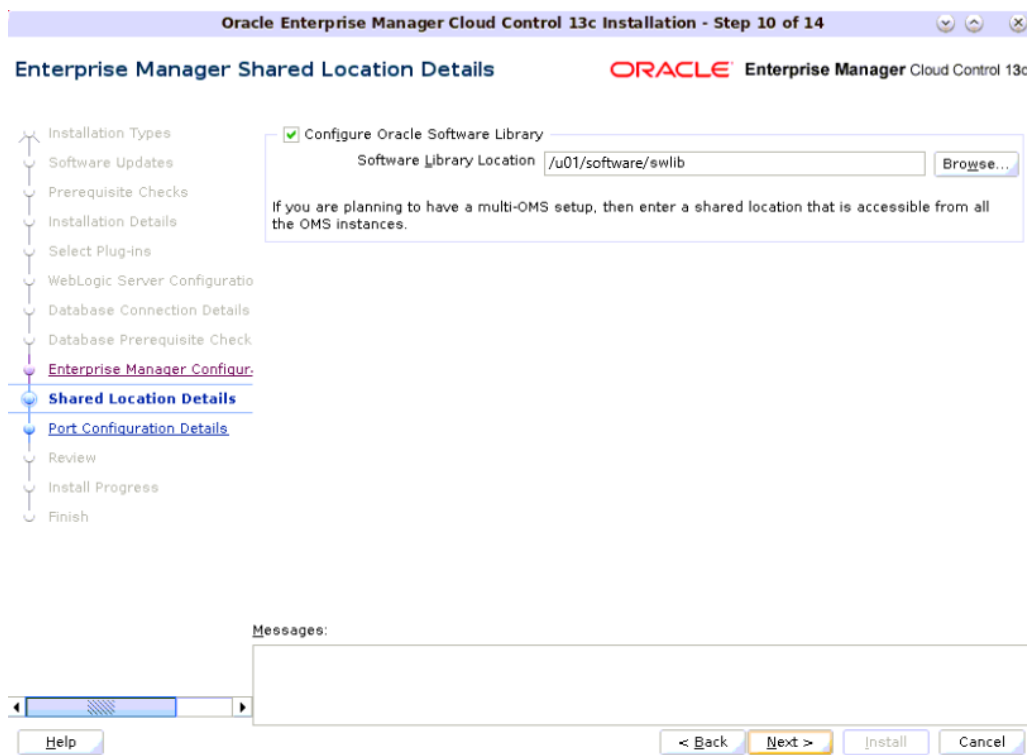 Oracle Enterprise Manager Cloud Control 13c Installation - Step 10 of 14
Enterprise Manager Shared Location Details
ORACLE Enterprise Manager Cloud Control 13c
Installation Types
Software Updates
Prerequisite Checks
Installation Details
Select Plug-ins
WebLogic Server Configuratio
Database Connection Details
Database Prerequisite Check
Enterprise Manager Configur
Shared Location Details
Port Configuration Details
Review
Install Progress
Finish
Configure Oracle Software Library
Software Library Location /u01/software/swlib Browse...
If you are planning to have a multi-OMS setup, then enter a shared location that is accessible from all
the OMS instances.
Messages:
Help < Back Next > Install Cancel